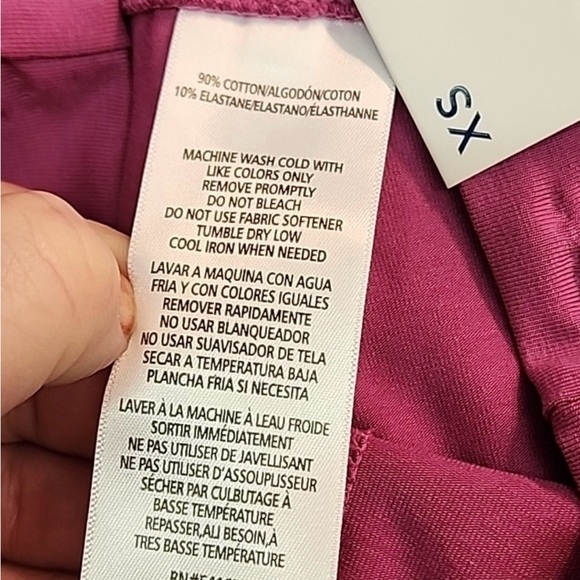 90% COTTON/ALGODÓN/COTON
10% ELASTANE/ELASTANO/ÉLASTHANNE
MACHINE WASH COLD WITH
LIKE COLORS ONLY
REMOVE PROMPTLY
DO NOT BLEACH
DO NOT USE FABRIC SOFTENER
TUMBLE DRY LOW
COOL IRON WHEN NEEDED
LAVAR A MAQUINA CON AGUA
FRIA Y CON COLORES IGUALES
REMOVER RAPIDAMENTE
NO USAR BLANQUEADOR
NO USAR SUAVISADOR DE TELA
SECAR A TEMPERATURA BAJA
PLANCHA FRIA SI NECESITA
LAVER À LA MACHINE À LEAU FROIDE
SORTIR IMMÉDIATEMENT
NE PAS UTILISER DE JAVELLISANT
NE PAS UTILISER D'ASSOUPLISSEUR
SÉCHER PAR CULBUTAGE À
BASSE TEMPÉRATURE
REPASSER,AU BESOIN,À
TRES BASSE TEMPÉRATURE
XS